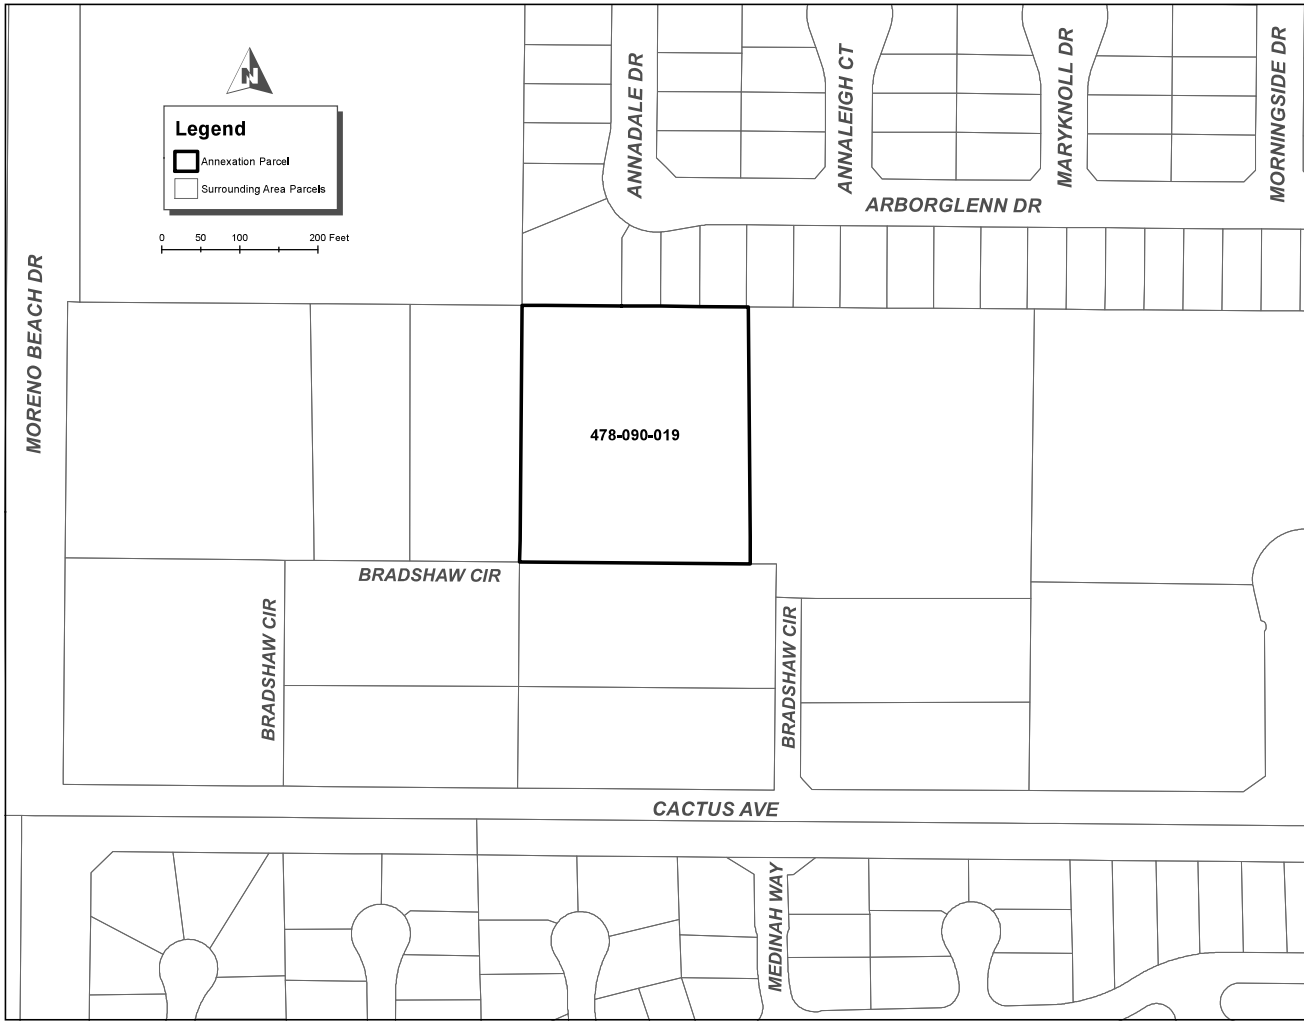 N
Legend
Annexation Parcel
Surrounding Area Parcels
0 50 100 200 Feet
MORENO BEACH DR
ANNADALE DR
ANNALEIGH CT
MARYKNOLL DR
MORNINGSIDE DR
ARBORGLENN DR
478-090-019
BRADSHAW CIR
BRADSHAW CIR
BRADSHAW CIR
CACTUS AVE
MEDINAH WAY